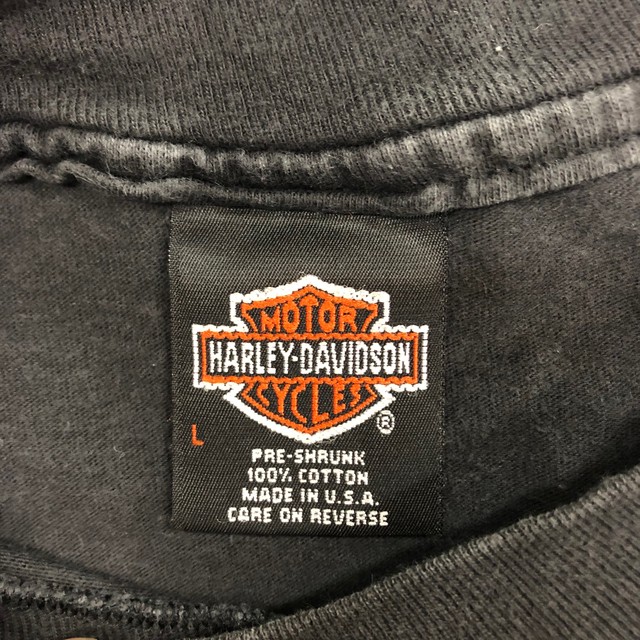 MOTOR
HARLEY-DAVIDSON
CYCLES
®
L
PRE-SHRUNK
100% COTTON
MADE IN U.S.A.
CARE ON REVERSE